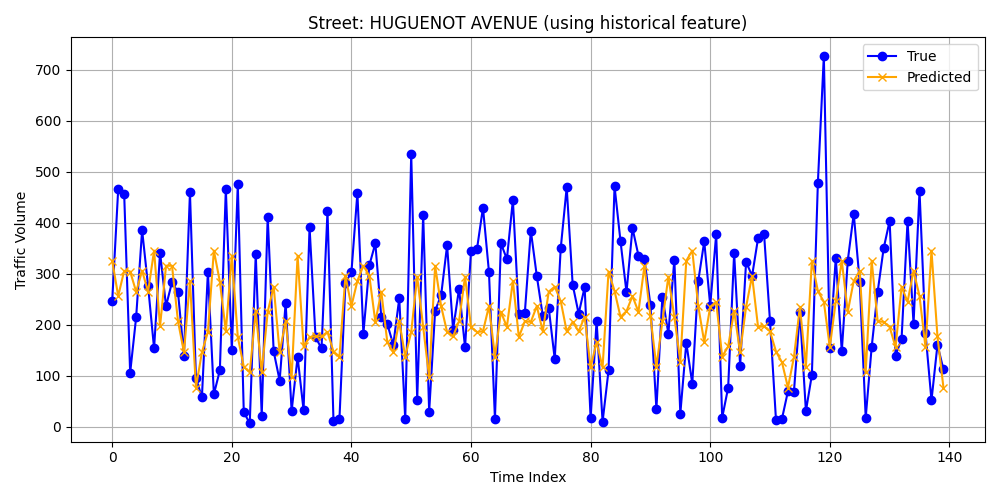 Street: HUGUENOT AVENUE (using historical feature)
True
Predicted
Traffic Volume
700
600
500
400
300
200
100
0
0 20 40 60 80 100 120 140
Time Index